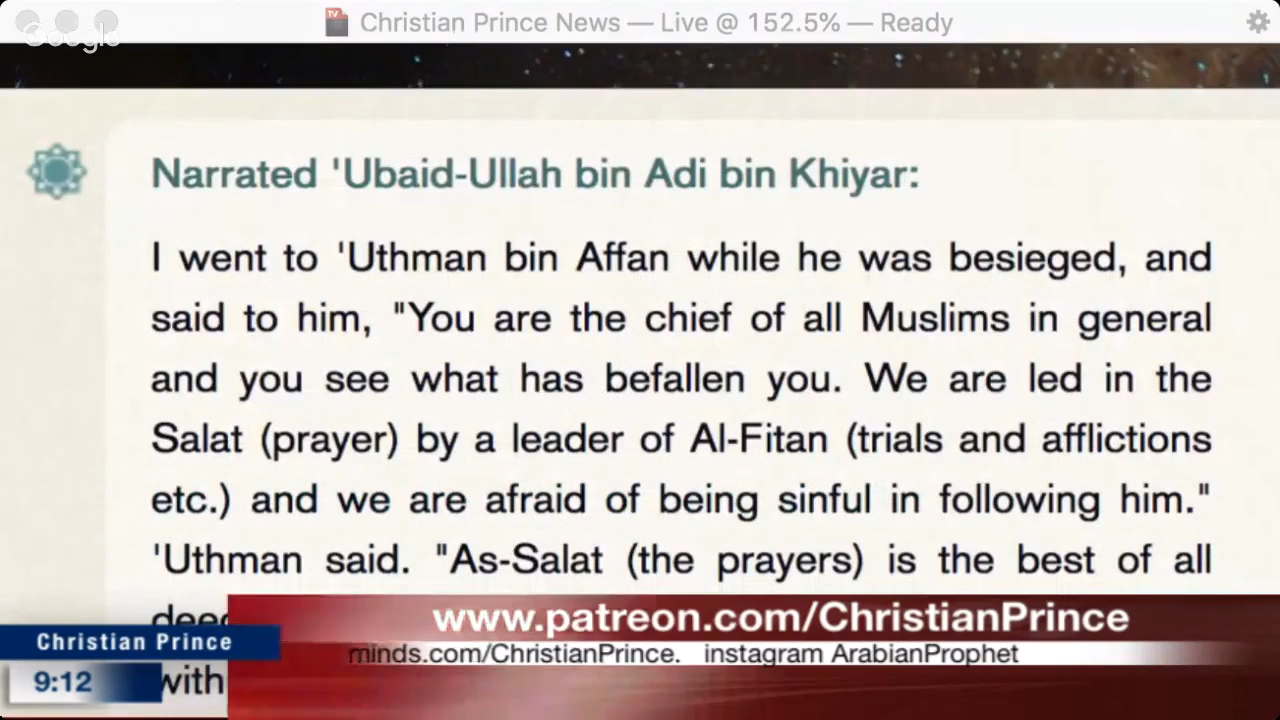 Christian Prince News — Live @ 152.5% — Ready
Google
Narrated 'Ubaid-Ullah bin Adi bin Khiyar:
I went to 'Uthman bin Affan while he was besieged, and
said to him, "You are the chief of all Muslims in general
and you see what has befallen you. We are led in the
Salat (prayer) by a leader of Al-Fitan (trials and afflictions
etc.) and we are afraid of being sinful in following him."
'Uthman said. "As-Salat (the prayers) is the best of all
with
www.patreon.com/ChristianPrince
Christian Prince
minds.com/ChristianPrince. instagram ArabianProphet
9:12